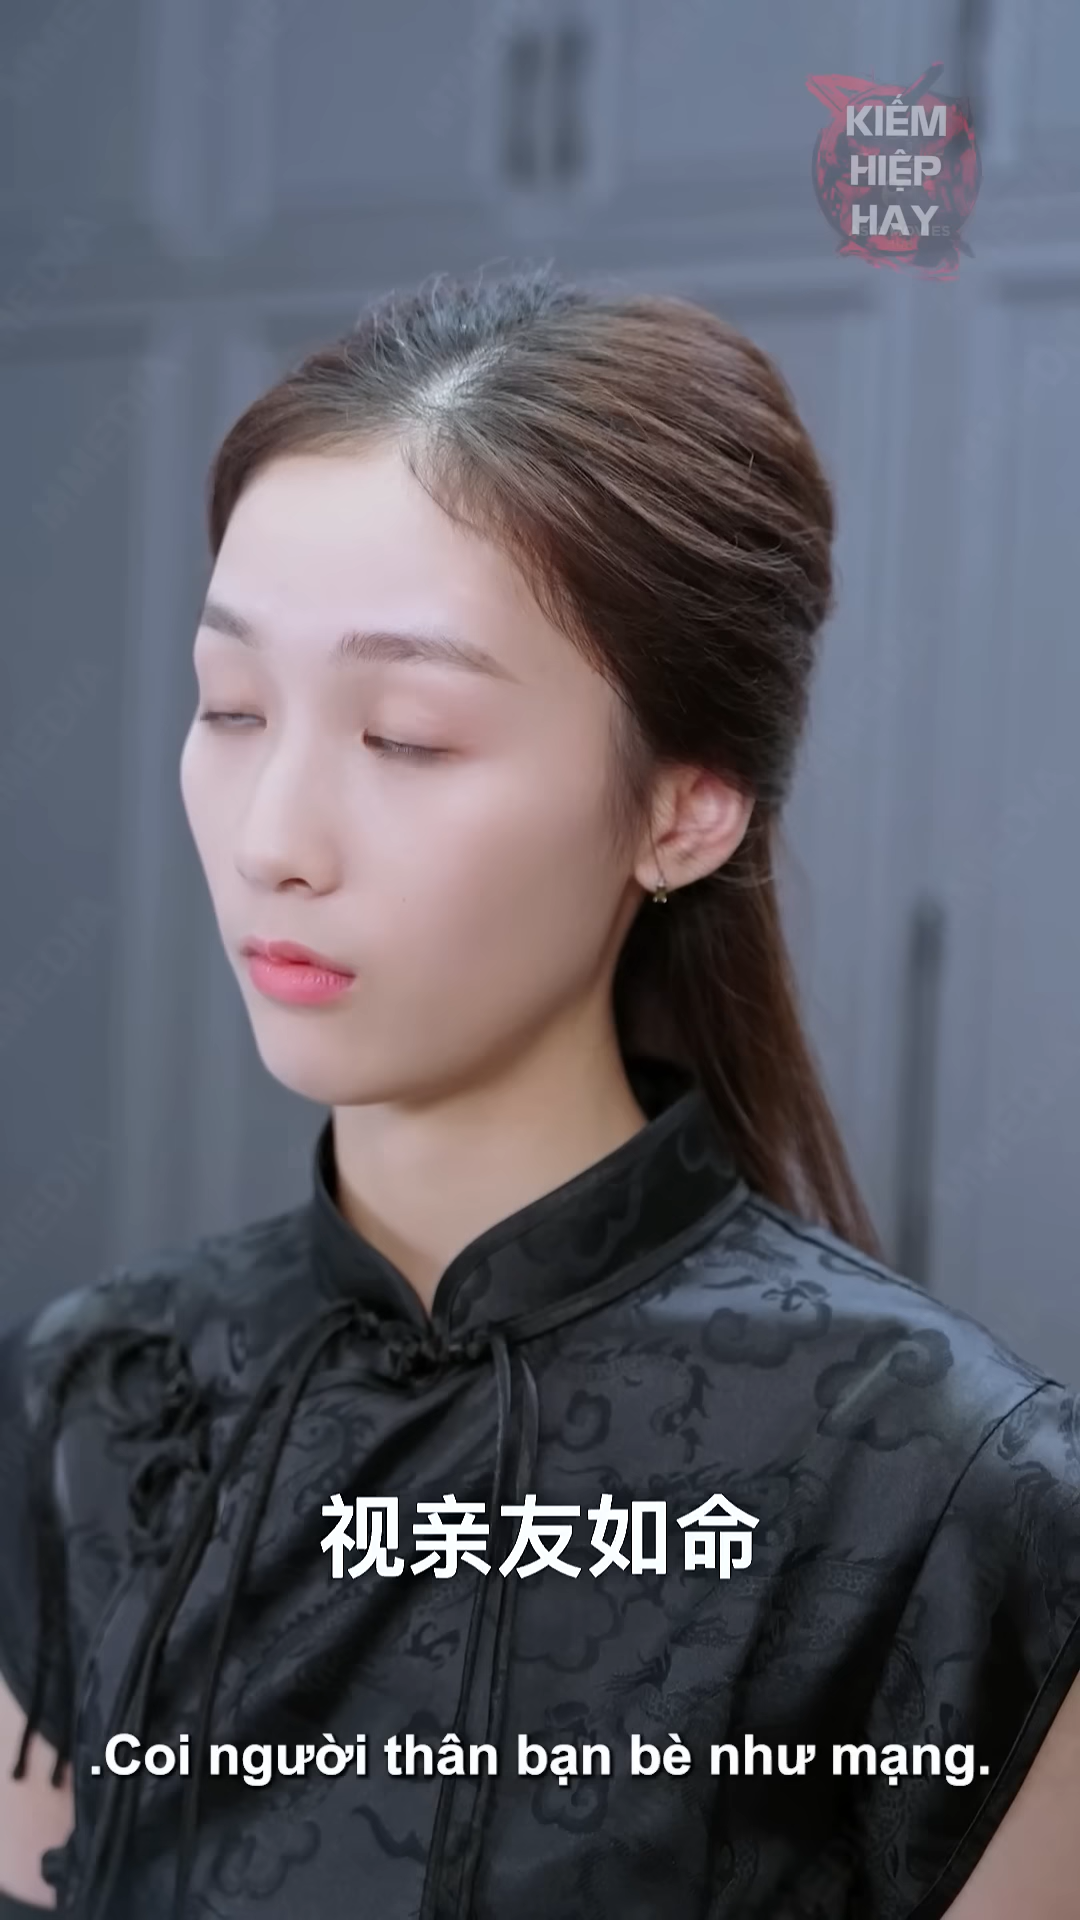 KIẾM
HIỆP
HAY
视亲友如命
.Coi người thân bạn bè như mạng.